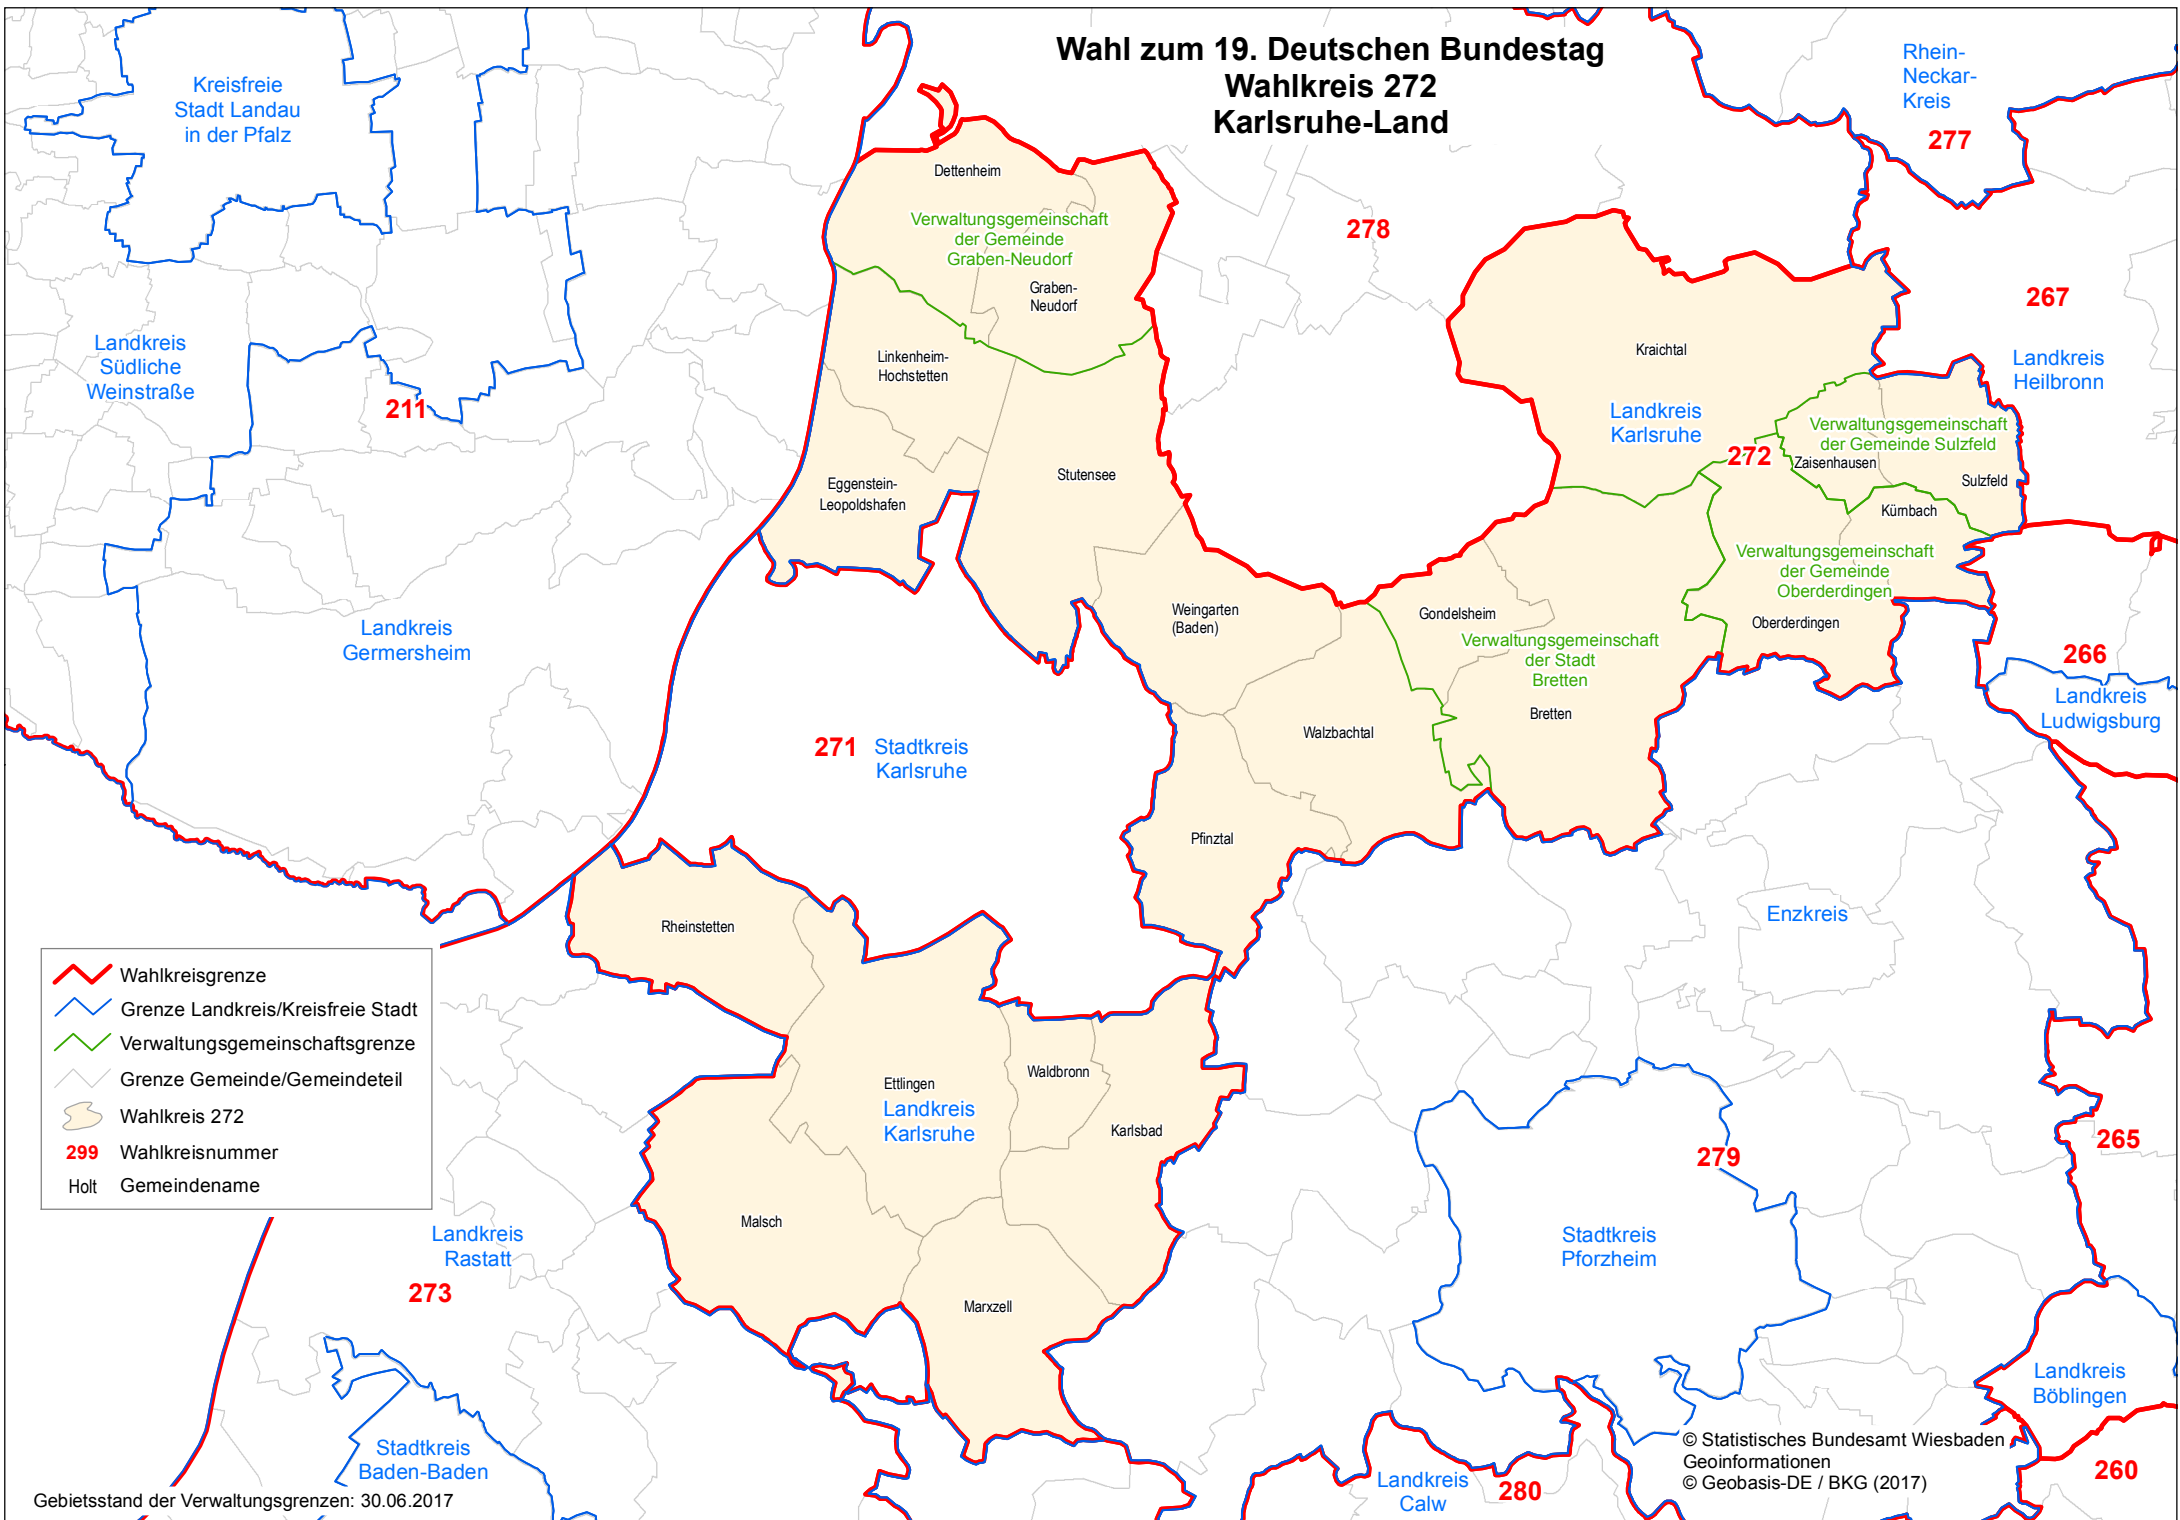 Wahl zum 19. Deutschen Bundestag
Wahlkreis 272
Karlsruhe-Land
Kreisfreie
Stadt Landau
in der Pfalz
Rhein-
Neckar-
Kreis
277
Dettenheim
Verwaltungsgemeinschaft
der Gemeinde
Graben-Neudorf
278
Graben-
Neudorf
267
Landkreis
Südliche
Weinstraße
211
Linkenheim-
Hochstetten
Kraichtal
Landkreis
Heilbronn
Landkreis
Karlsruhe
272
Verwaltungsgemeinschaft
der Gemeinde Sulzfeld
Zaisenhausen
Sulzfeld
Stutensee
Eggenstein-
Leopoldshafen
Kürnbach
Verwaltungsgemeinschaft
der Gemeinde
Oberderdingen
Oberderdingen
Landkreis
Germersheim
Weingarten
(Baden)
Gondelsheim
Verwaltungsgemeinschaft
der Stadt
Bretten
Bretten
266
Landkreis
Ludwigsburg
271
Stadtkreis
Karlsruhe
Walzbachtal
Pfinztal
Rheinstetten
Enzkreis
Wahlkreisgrenze
Grenze Landkreis/Kreisfreie Stadt
Verwaltungsgemeinschaftsgrenze
Grenze Gemeinde/Gemeindeteil
Wahlkreis 272
299 Wahlkreisnummer
Holt Gemeindename
Ettlingen
Landkreis
Karlsruhe
Waldbronn
Karlsbad
265
279
Malsch
Landkreis
Rastatt
273
Stadtkreis
Pforzheim
Marxzell
Landkreis
Böblingen
Stadtkreis
Baden-Baden
Landkreis
Calw
280
260
© Statistisches Bundesamt Wiesbaden
Geoinformationen
© Geobasis-DE / BKG (2017)
Gebietsstand der Verwaltungsgrenzen: 30.06.2017